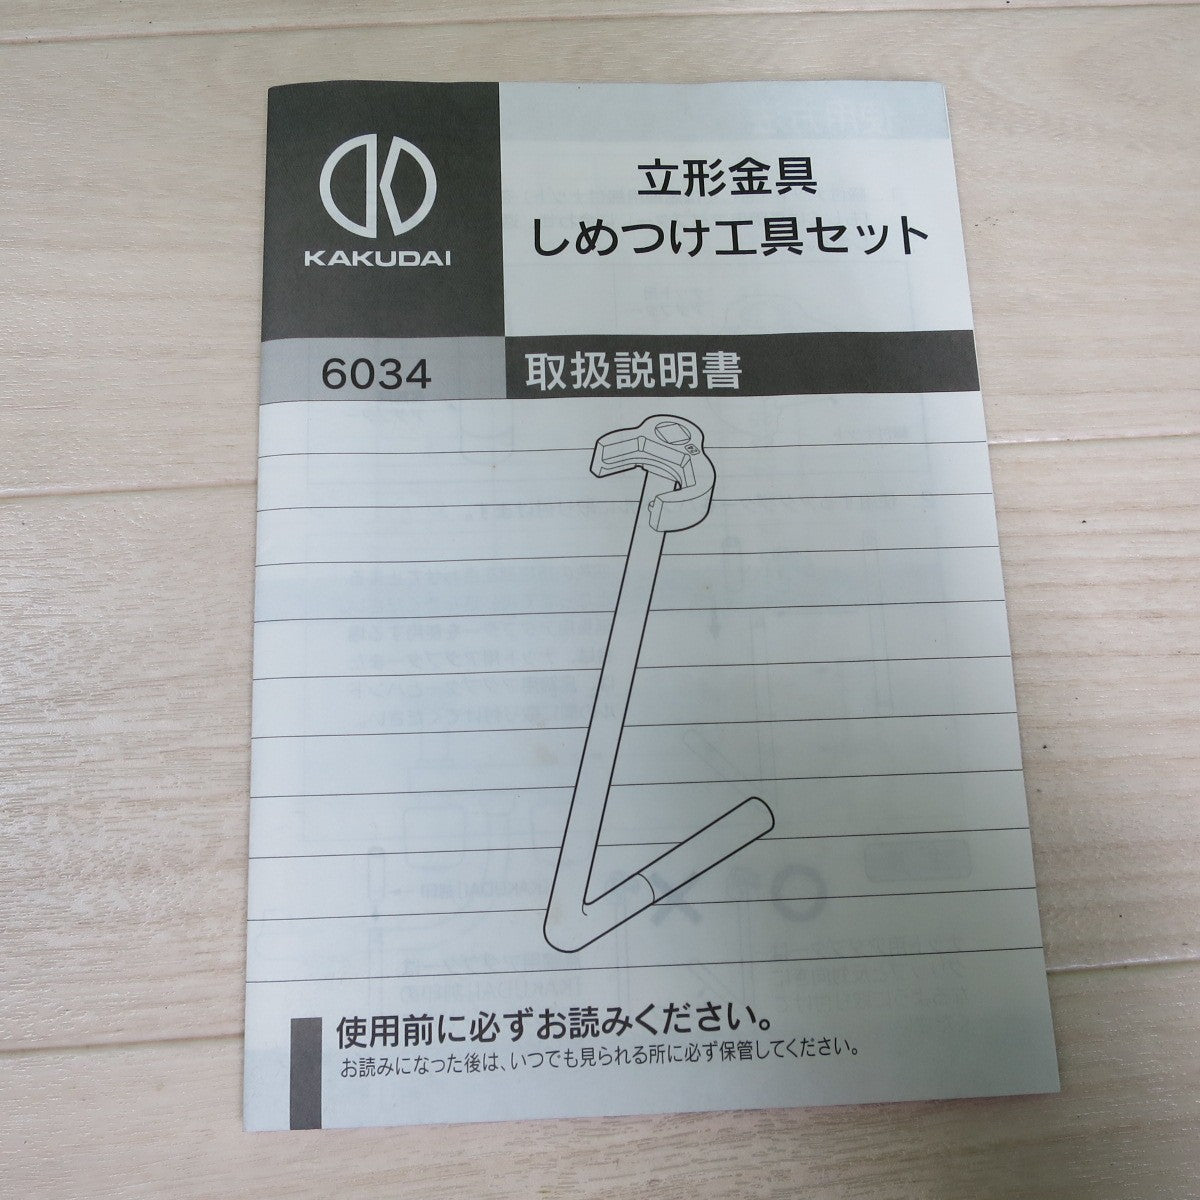 KAKUDAI
立形金具
しめつけ工具セット
6034
取扱説明書
使用前に必ずお読みください。
お読みになった後は、いつでも見られる所に必ず保管してください。